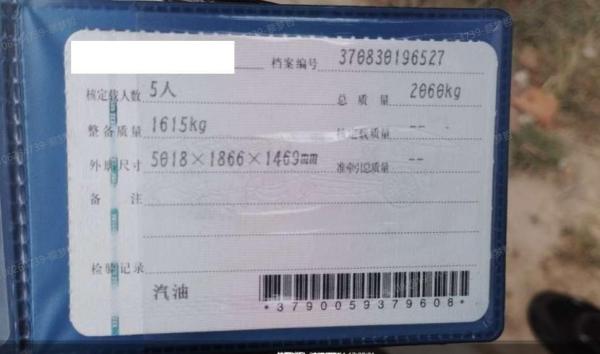 档案编号 370830196527
核定载人数 5人 总质量 2060kg
整备质量 1615kg 核定载质量 --
外廓尺寸 5018×1866×1469mm 准牵引总质量 --
备注
检验记录
汽油
*3790059379608*